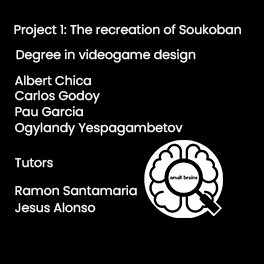 Project 1: The recreation of Soukoban
Degree in videogame design
Albert Chica
Carlos Godoy
Pau Garcia
Ogylandy Yespagambetov
Tutors
small brains
Ramon Santamaria
Jesus Alonso